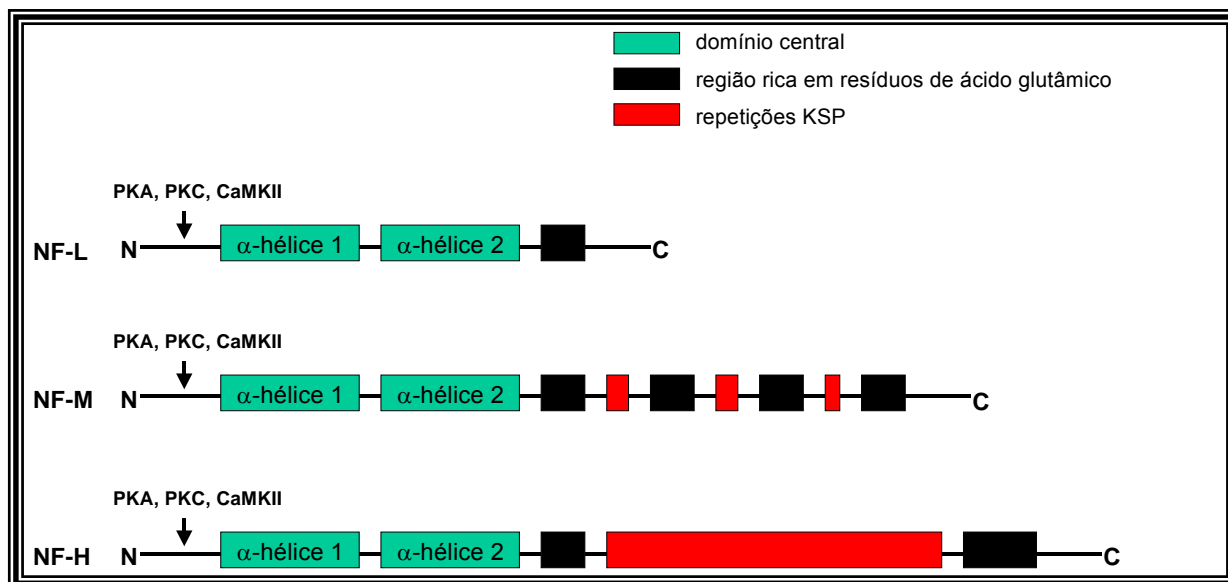 domínio central
região rica em resíduos de ácido glutâmico
repetições KSP
PKA, PKC, CaMKII
NF-L N α-hélice 1 α-hélice 2 C
PKA, PKC, CaMKII
NF-M N α-hélice 1 α-hélice 2 C
PKA, PKC, CaMKII
NF-H N α-hélice 1 α-hélice 2 C